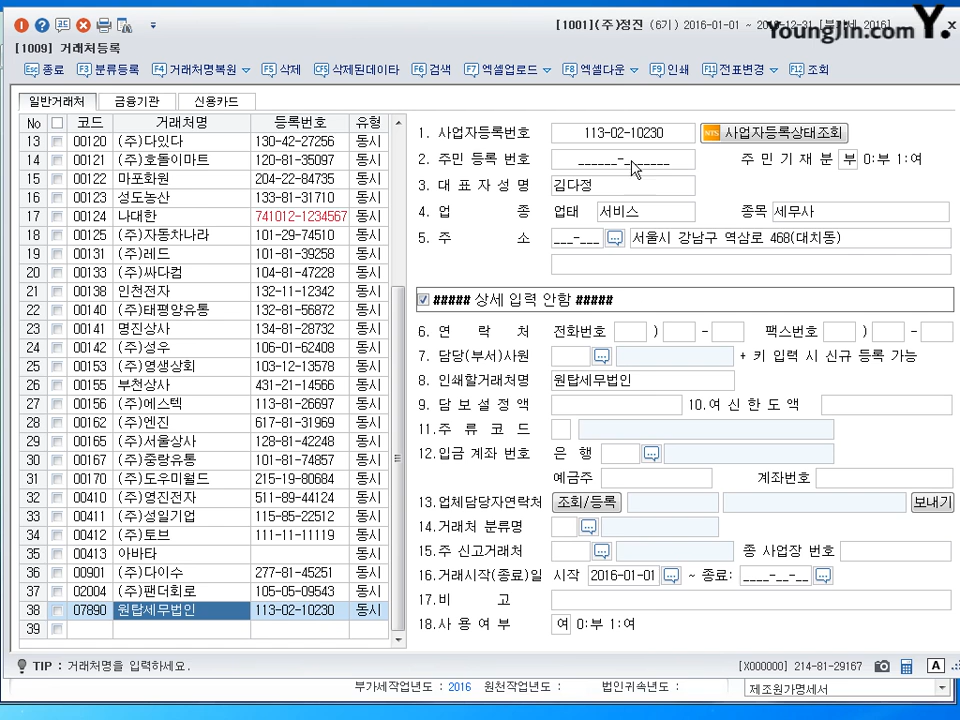 [1001](주)정진 (6기) 2016-01-01 ~
YoungJin.com Y.
[1009] 거래처등록
Esc 종료 F3 분류등록 F4 거래처명복원 F5 삭제 CF5 삭제된데이타 F6 검색 F7 엑셀업로드 F8 엑셀다운 F9 인쇄 F11 전표변경 F12 조회
일반거래처 금융기관 신용카드
No 코드 거래처명 등록번호 유형
13 00120 (주)다있다 130-42-27256 동시
14 00121 (주)호돌이마트 120-81-35097 동시
15 00122 마포화원 204-22-84735 동시
16 00123 성도농산 133-81-31710 동시
17 00124 나대한 741012-1234567 동시
18 00125 (주)자동차나라 101-29-74510 동시
19 00131 (주)레드 101-81-39258 동시
20 00133 (주)싸다컴 104-81-47228 동시
21 00138 인천전자 132-11-12342 동시
22 00140 (주)태평양유통 132-81-56872 동시
23 00141 명진상사 134-81-28732 동시
24 00142 (주)성우 106-01-62408 동시
25 00153 (주)영생상회 103-12-13578 동시
26 00155 부천상사 431-21-14566 동시
27 00156 (주)에스텍 113-81-26697 동시
28 00162 (주)엔진 617-81-31969 동시
29 00165 (주)서울상사 128-81-42248 동시
30 00167 (주)중랑유통 101-81-74857 동시
31 00170 (주)도우미월드 215-19-80684 동시
32 00410 (주)영진전자 511-89-44124 동시
33 00411 (주)성일기업 115-85-22512 동시
34 00412 (주)토브 111-11-11119 동시
35 00413 아바타 동시
36 00901 (주)다이수 277-81-45251 동시
37 02004 (주)팬더회로 105-05-09543 동시
38 07890 원탑세무법인 113-02-10230 동시
39
1. 사업자등록번호 113-02-10230 NTS 사업자등록상태조회
2. 주민 등록 번호 ______-_______ 주 민 기 재 분 부 0:부 1:여
3. 대 표 자 성 명 김다정
4. 업 종 업태 서비스 종목 세무사
5. 주 소 ___-___ 서울시 강남구 역삼로 468(대치동)
##### 상세 입력 안함 #####
6. 연 락 처 전화번호 ) - 팩스번호 ) -
7. 담당(부서)사원 + 키 입력 시 신규 등록 가능
8. 인쇄할거래처명 원탑세무법인
9. 담 보 설 정 액 10.여 신 한 도 액
11.주 류 코 드
12.입금 계좌 번호 은 행
예금주 계좌번호
13.업체담당자연락처 조회/등록 보내기
14.거래처 분류명
15.주 신고거래처 종 사업장 번호
16.거래시작(종료)일 시작 2016-01-01 ~ 종료: ____-__-__
17.비 고
18.사 용 여 부 여 0:부 1:여
TIP : 거래처명을 입력하세요. [X000000] 214-81-29167 A
부가세작업년도 : 2016 원천작업년도 : 법인귀속년도 : 제조원가명세서